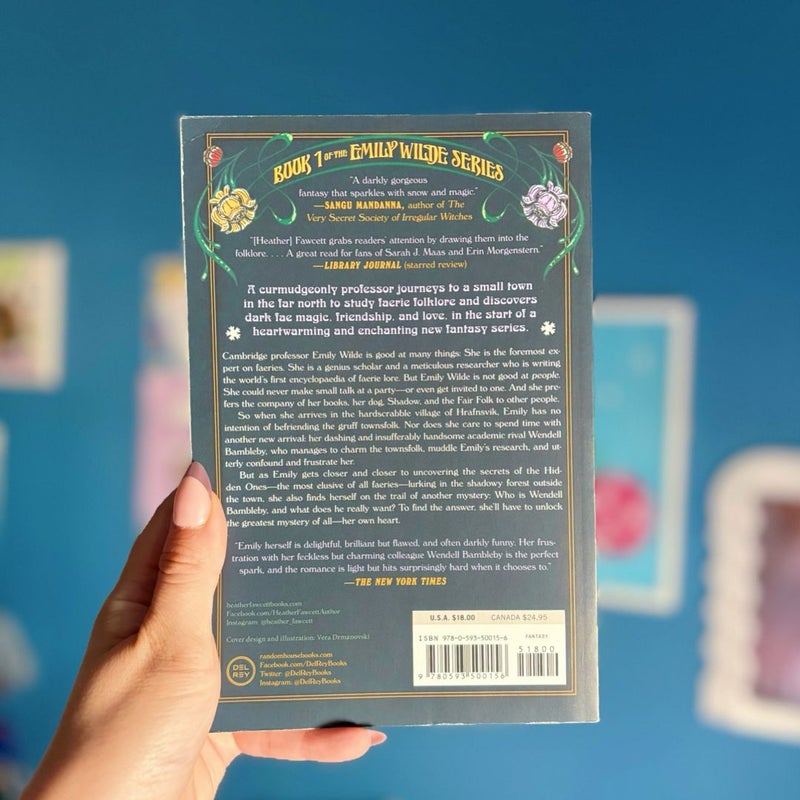 BOOK 1 OF THE EMILY WILDE SERIES
"A darkly gorgeous
fantasy that sparkles with snow and magic."
—SANGU MANDANNA, author of The
Very Secret Society of Irregular Witches
"[Heather] Fawcett grabs readers' attention by drawing them into the
folklore. . . . A great read for fans of Sarah J. Maas and Erin Morgenstern."
—LIBRARY JOURNAL (starred review)
A curmudgeonly professor journeys to a small town
in the far north to study faerie folklore and discovers
dark fae magic, friendship, and love, in the start of a
heartwarming and enchanting new fantasy series.
Cambridge professor Emily Wilde is good at many things: She is the foremost ex-
pert on faeries. She is a genius scholar and a meticulous researcher who is writing
the world's first encyclopaedia of faerie lore. But Emily Wilde is not good at people.
She could never make small talk at a party—or even get invited to one. And she pre-
fers the company of her books, her dog, Shadow, and the Fair Folk to other people.
So when she arrives in the hardscrabble village of Hrafnsvik, Emily has no
intention of befriending the gruff townsfolk. Nor does she care to spend time with
another new arrival: her dashing and insufferably handsome academic rival Wendell
Bambleby, who manages to charm the townsfolk, muddle Emily's research, and ut-
terly confound and frustrate her.
But as Emily gets closer and closer to uncovering the secrets of the Hid-
den Ones—the most elusive of all faeries—lurking in the shadowy forest outside
the town, she also finds herself on the trail of another mystery: Who is Wendell
Bambleby, and what does he really want? To find the answer, she'll have to unlock
the greatest mystery of all—her own heart.
"Emily herself is delightful, brilliant but flawed, and often darkly funny. Her frus-
tration with her feckless but charming colleague Wendell Bambleby is the perfect
spark, and the romance is light but hits surprisingly hard when it chooses to."
—THE NEW YORK TIMES
heatherfawcettbooks.com
Facebook.com/HeatherFawcettAuthor
Instagram: @heather_fawcett
Cover design and illustration: Vera Drmanovski
DEL
REY
randomhousebooks.com
Facebook.com/DelReyBooks
Twitter: @DelReyBooks
Instagram: @DelReyBooks
U.S.A. $18.00 CANADA $24.95
ISBN 978-0-593-50015-6 FANTASY
51800
9 780593 500156